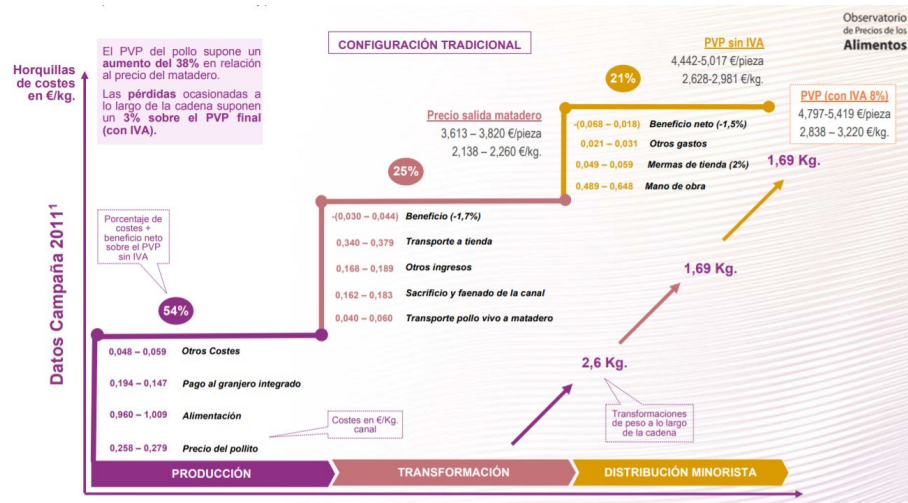 Observatorio
de Precios de los
Alimentos
El PVP del pollo supone un
aumento del 38% en relación
al precio del matadero.
Las pérdidas ocasionadas a
lo largo de la cadena suponen
un 3% sobre el PVP final
(con IVA).
CONFIGURACIÓN TRADICIONAL
Horquillas
de costes
en €/kg.
Datos Campaña 2011¹
PVP sin IVA
4,442-5,017 €/pieza
2,628-2,981 €/kg.
21%
PVP (con IVA 8%)
4,797-5,419 €/pieza
2,838 – 3,220 €/kg.
Precio salida matadero
3,613 – 3,820 €/pieza
2,138 – 2,260 €/kg.
25%
-(0,068 – 0,018) Beneficio neto (-1,5%)
0,021 – 0,031 Otros gastos
0,049 – 0,059 Mermas de tienda (2%)
0,489 – 0,648 Mano de obra
1,69 Kg.
Porcentaje de
costes +
beneficio neto
sobre el PVP
sin IVA
54%
-(0,030 – 0,044) Beneficio (-1,7%)
0,340 – 0,379 Transporte a tienda
0,168 – 0,189 Otros ingresos
0,162 – 0,183 Sacrificio y faenado de la canal
0,040 – 0,060 Transporte pollo vivo a matadero
1,69 Kg.
0,048 – 0,059 Otros Costes
0,194 – 0,147 Pago al granjero integrado
0,960 – 1,009 Alimentación
0,258 – 0,279 Precio del pollito
Costes en €/Kg.
canal
2,6 Kg.
Transformaciones
de peso a lo largo
de la cadena
PRODUCCIÓN
TRANSFORMACIÓN
DISTRIBUCIÓN MINORISTA